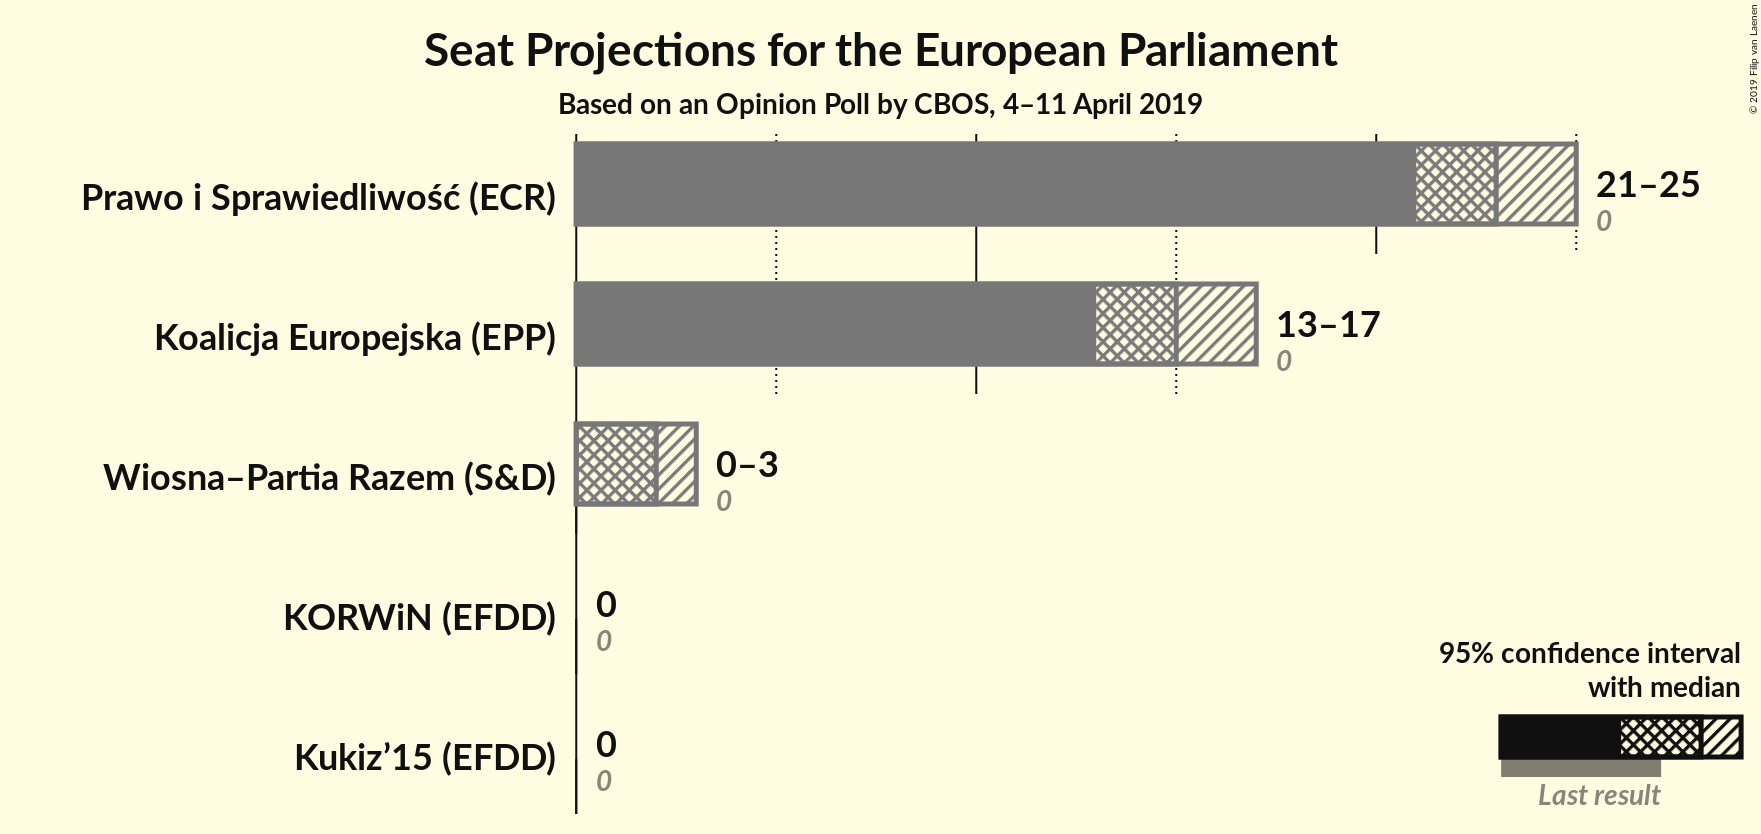 Seat Projections for the European Parliament
Based on an Opinion Poll by CBOS, 4–11 April 2019
© 2019 Filip van Laenen
Prawo i Sprawiedliwość (ECR)
21–25
0
Koalicja Europejska (EPP)
13–17
0
Wiosna–Partia Razem (S&D)
0–3
0
KORWiN (EFDD)
0
0
Kukiz’15 (EFDD)
0
0
95% confidence interval
with median
Last result